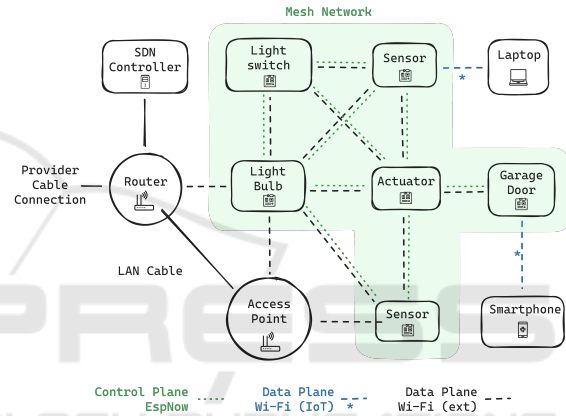 Mesh Network
SDN
Controller
Light
switch
Sensor
Laptop
*
Provider
Cable
Connection
Router
Light
Bulb
Actuator
Garage
Door
*
LAN Cable
Access
Point
Sensor
Smartphone
Control Plane
EspNow
Data Plane
Wi-Fi (IoT) *
Data Plane
Wi-Fi (ext)
PRESS